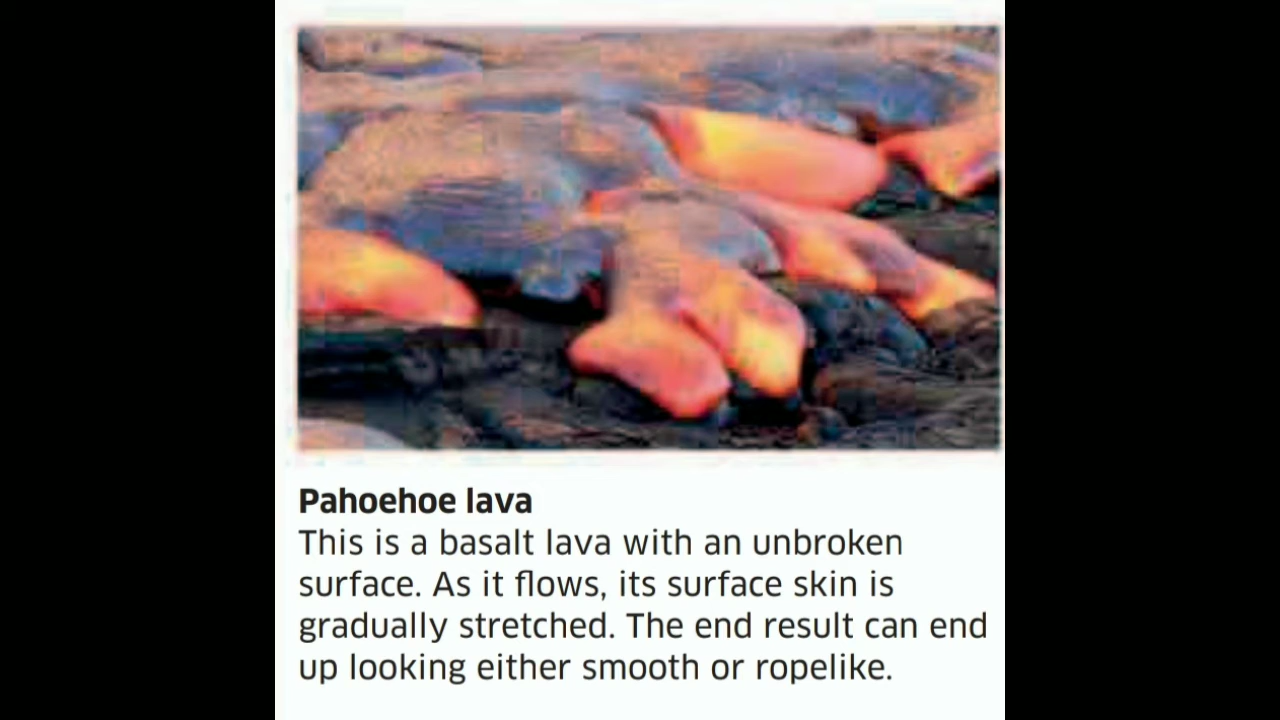 Pahoehoe lava
This is a basalt lava with an unbroken
surface. As it flows, its surface skin is
gradually stretched. The end result can end
up looking either smooth or ropelike.